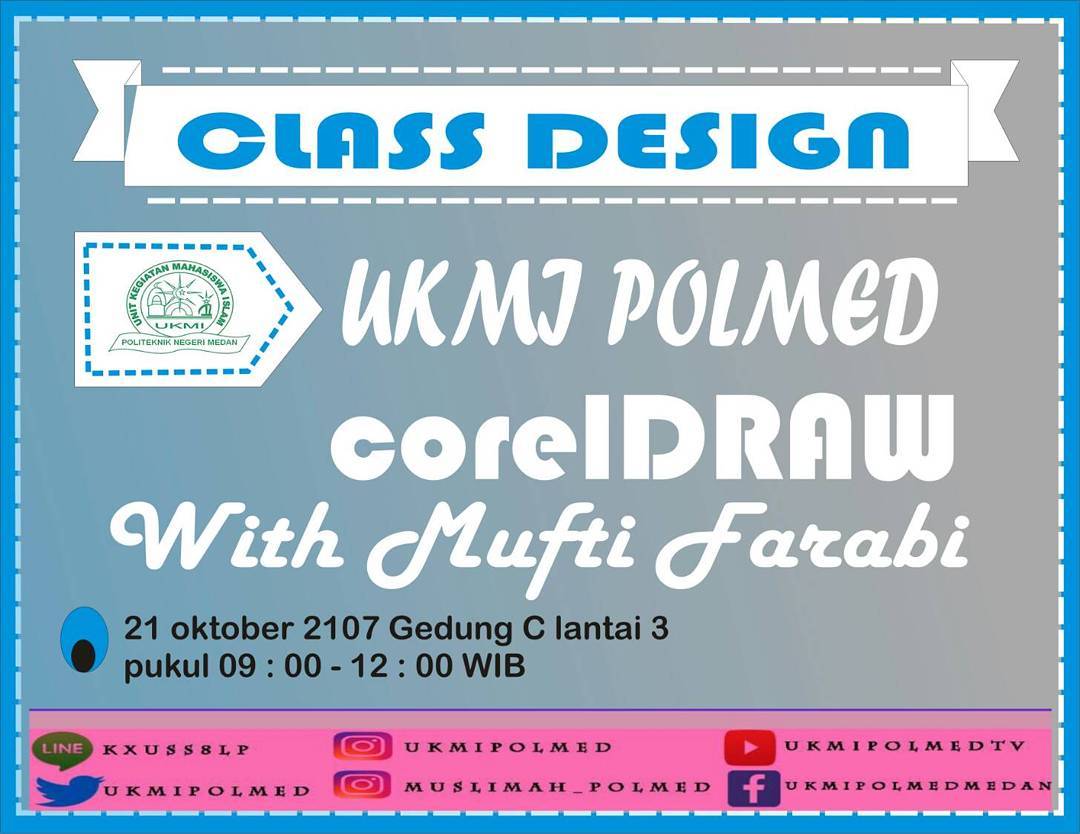 CLASS DESIGN
UNIT KEGIATAN MAHASISWA ISLAM
UKMI
POLITEKNIK NEGERI MEDAN
UKMI POLMED
corelDRAW
With Mufti Farabi
21 oktober 2107 Gedung C lantai 3
pukul 09 : 00 - 12 : 00 WIB
LINE KXUSS8LP
UKMIPOLMED
UKMIPOLMED
MUSLIMAH_POLMED
UKMIPOLMEDTV
UKMIPOLMEDMEDAN